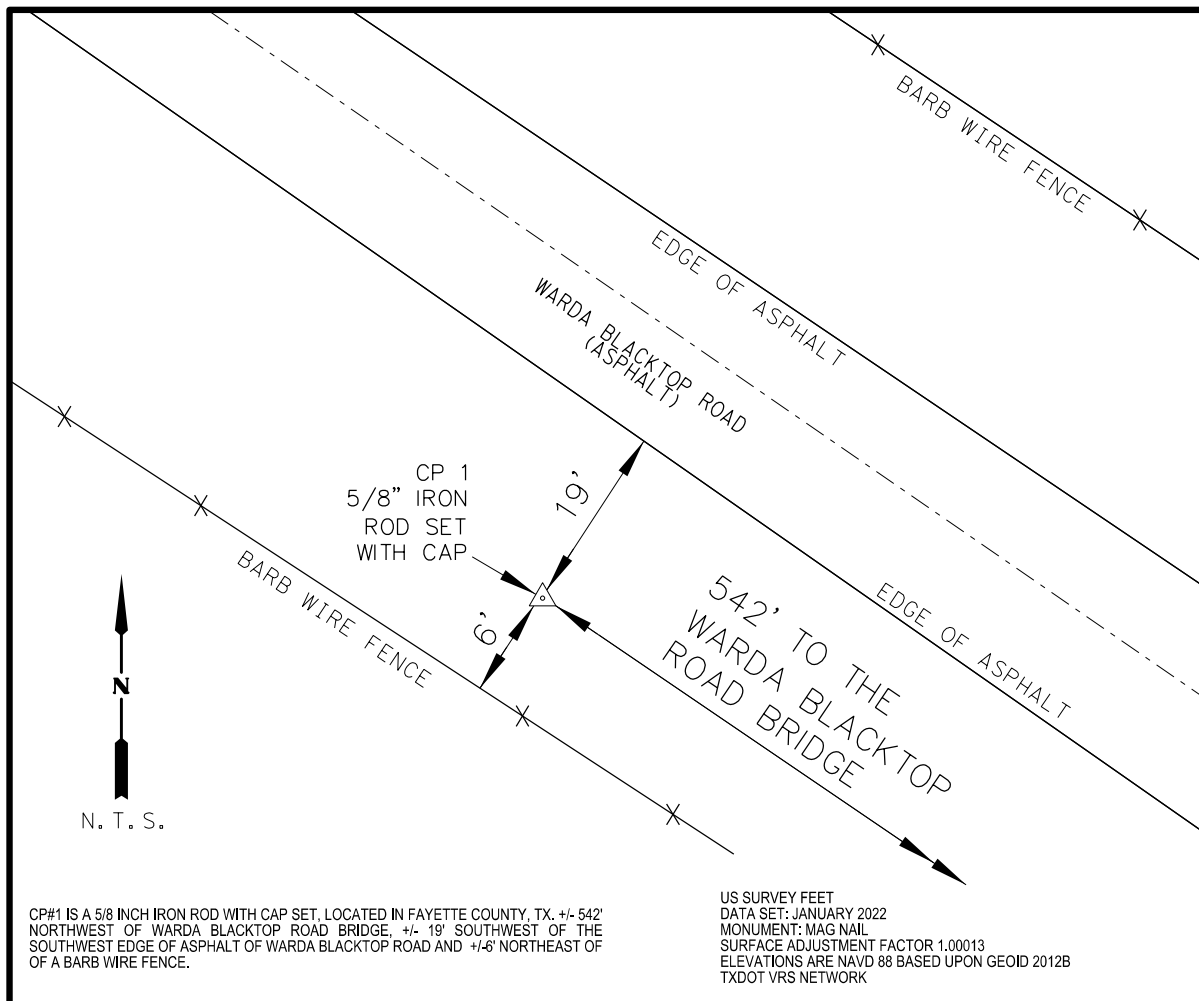 BARB WIRE FENCE
EDGE OF ASPHALT
WARDA BLACKTOP ROAD
(ASPHALT)
CP 1
5/8" IRON
ROD SET
WITH CAP
19'
6'
BARB WIRE FENCE
EDGE OF ASPHALT
542' TO THE
WARDA BLACKTOP
ROAD BRIDGE
N
N.T.S.
CP#1 IS A 5/8 INCH IRON ROD WITH CAP SET, LOCATED IN FAYETTE COUNTY, TX. +/- 542'
NORTHWEST OF WARDA BLACKTOP ROAD BRIDGE, +/- 19' SOUTHWEST OF THE
SOUTHWEST EDGE OF ASPHALT OF WARDA BLACKTOP ROAD AND +/-6' NORTHEAST OF
OF A BARB WIRE FENCE.
US SURVEY FEET
DATA SET: JANUARY 2022
MONUMENT: MAG NAIL
SURFACE ADJUSTMENT FACTOR 1.00013
ELEVATIONS ARE NAVD 88 BASED UPON GEOID 2012B
TXDOT VRS NETWORK